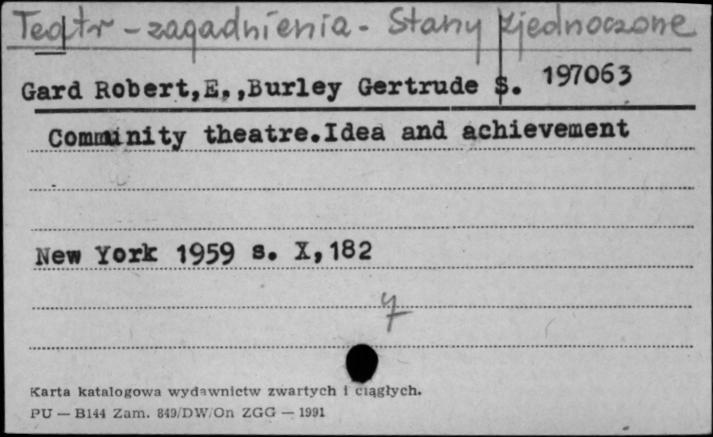 Teatr - zagadnienia - Stany Zjednoczone
Gard Robert,E.,Burley Gertrude S. 197063
Community theatre.Idea and achievement
New York 1959 s. X,182
7
Karta katalogowa wydawnictw zwartych i ciągłych.
PU — B144 Zam. 849/DW/On ZGG — 1991